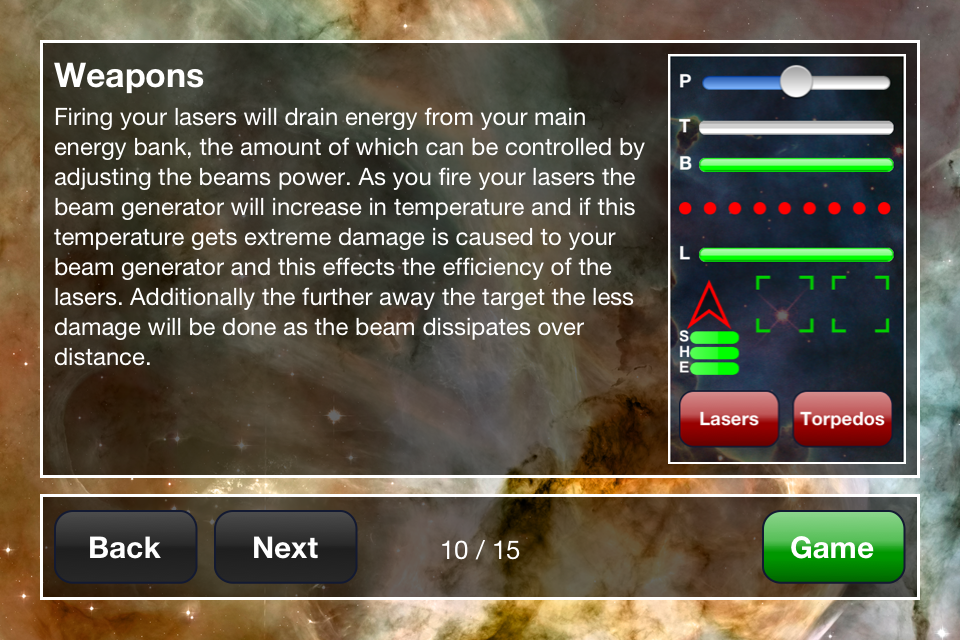 Weapons
Firing your lasers will drain energy from your main
energy bank, the amount of which can be controlled by
adjusting the beams power. As you fire your lasers the
beam generator will increase in temperature and if this
temperature gets extreme damage is caused to your
beam generator and this effects the efficiency of the
lasers. Additionally the further away the target the less
damage will be done as the beam dissipates over
distance.
P
T
B
L
S
H
E
Lasers Torpedos
Back Next 10 / 15 Game